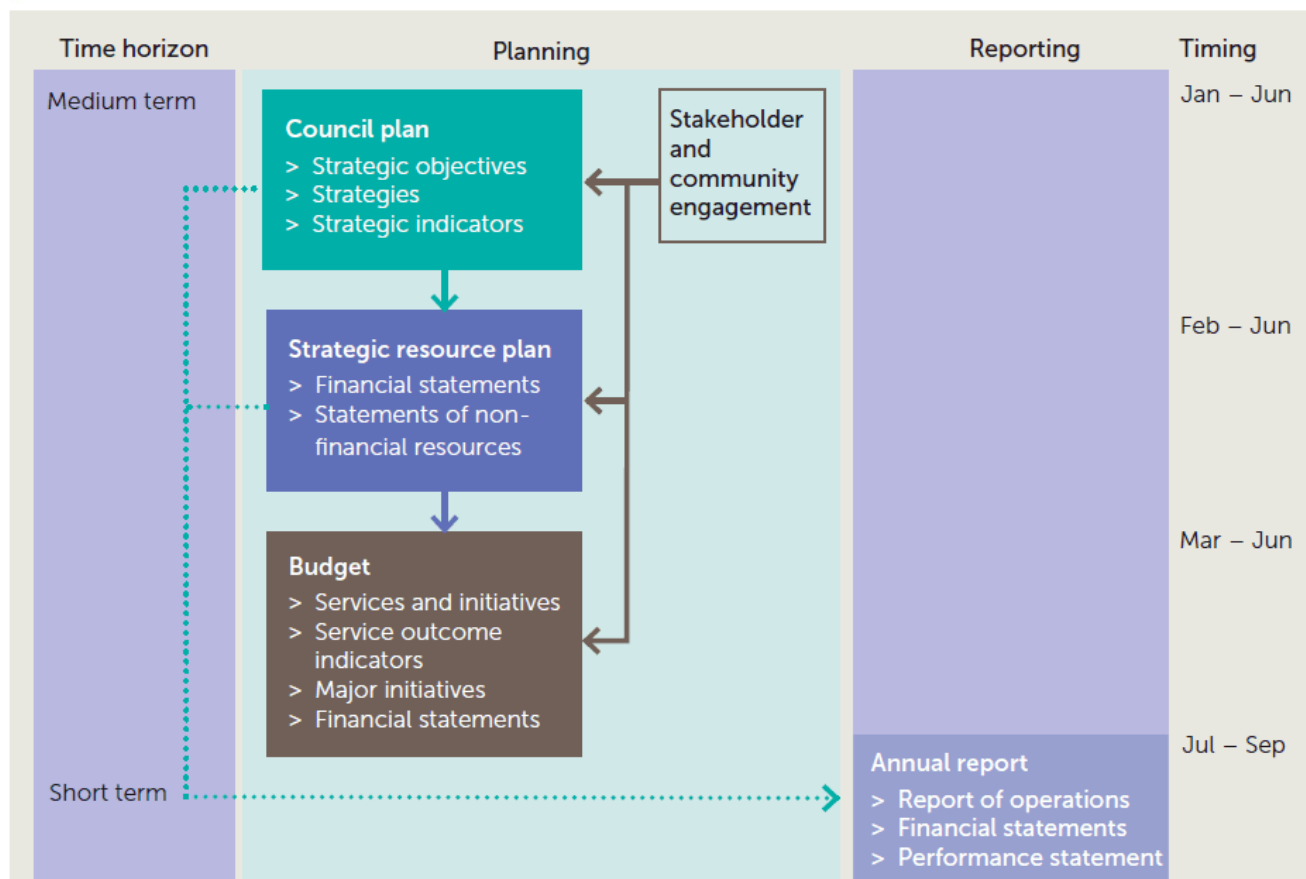 Time horizon
Planning
Reporting
Timing
Medium term
Jan – Jun
Council plan
> Strategic objectives
> Strategies
> Strategic indicators
Stakeholder
and
community
engagement
Feb – Jun
Strategic resource plan
> Financial statements
> Statements of non-
financial resources
Mar – Jun
Budget
> Services and initiatives
> Service outcome
indicators
> Major initiatives
> Financial statements
Jul – Sep
Short term
Annual report
> Report of operations
> Financial statements
> Performance statement